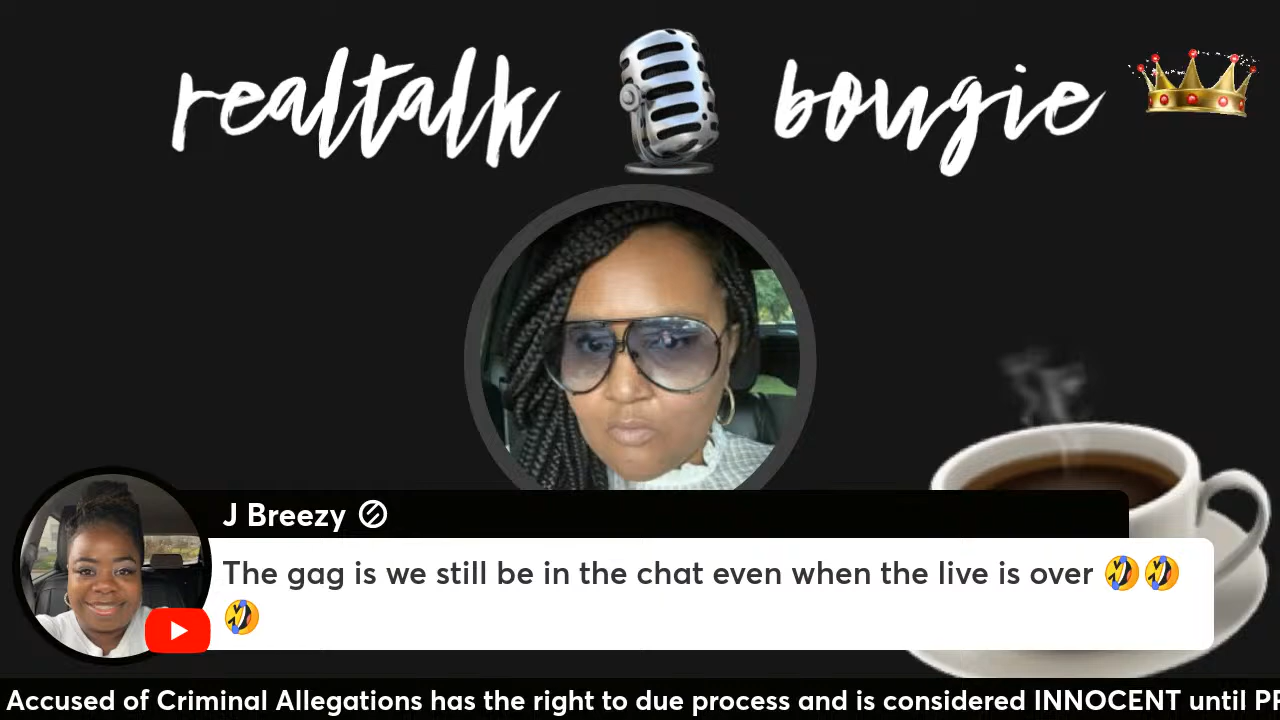 realtalk bougie
J Breezy
The gag is we still be in the chat even when the live is over 🤣🤣
🤣
Accused of Criminal Allegations has the right to due process and is considered INNOCENT until